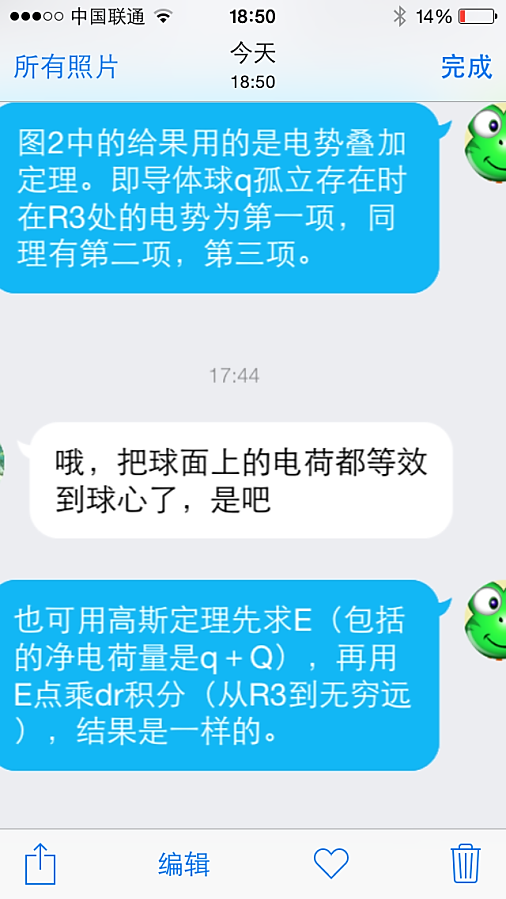 中国联通 18:50 14%
所有照片 今天 完成
18:50
图2中的给果用的是电势叠加
定理。即导体球q孤立存在时
在R3处的电势为第一项，同
理有第二项，第三项。
17:44
哦，把球面上的电荷都等效
到球心了，是吧
也可用高斯定理先求E（包括
的净电荷量是q＋Q），再用
E点乘dr积分（从R3到无穷远
），结果是一样的。
编辑